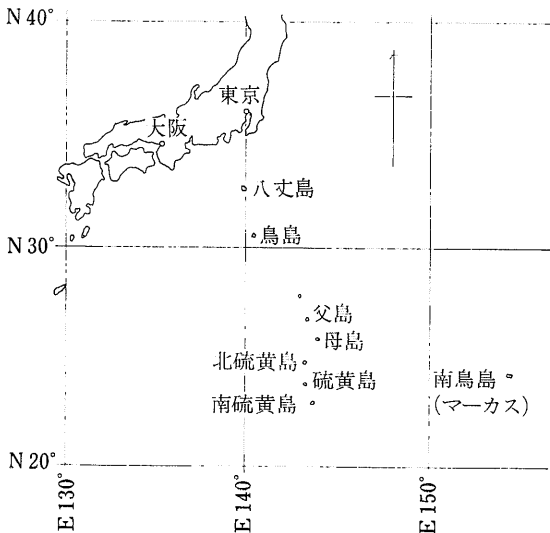 N 40°
東京
大阪
八丈島
鳥島
N 30°
父島
母島
北硫黄島
硫黄島
南硫黄島
南鳥島
(マーカス)
N 20°
E 130°
E 140°
E 150°